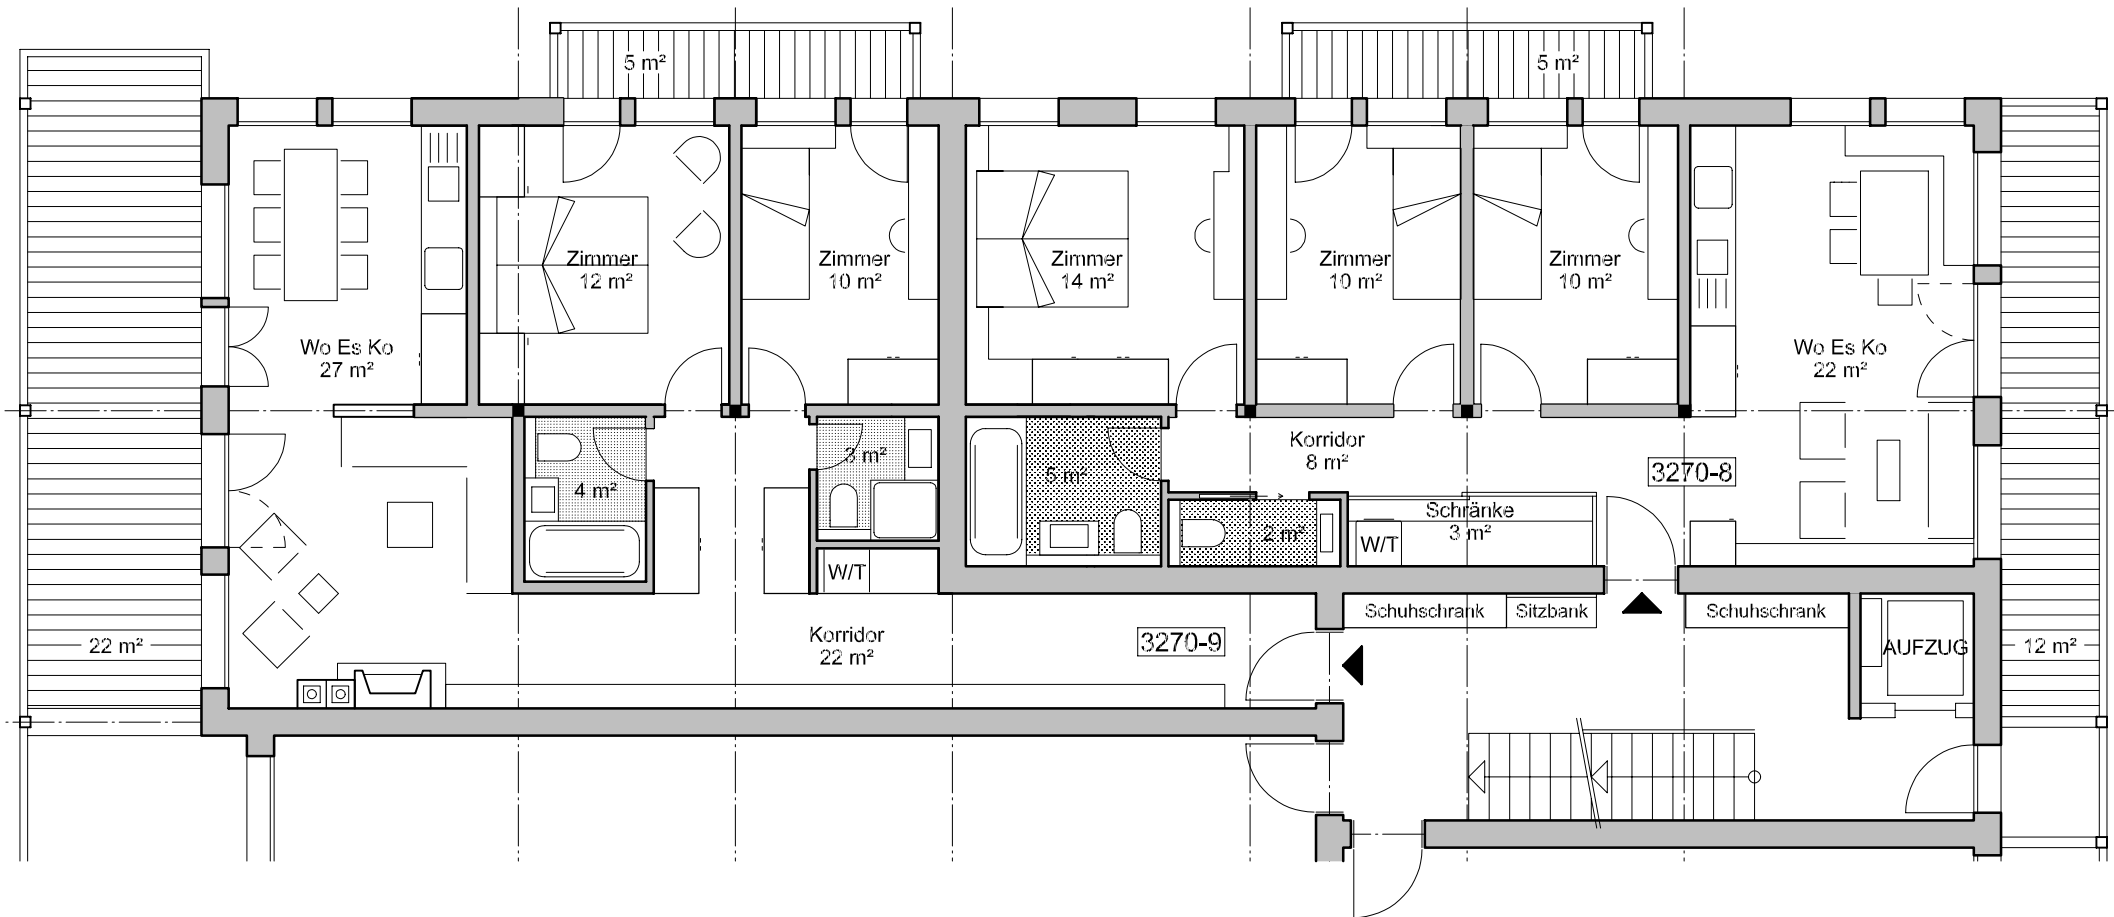 5 m²
5 m²
Zimmer
12 m²
Zimmer
10 m²
Zimmer
14 m²
Zimmer
10 m²
Zimmer
10 m²
Wo Es Ko
27 m²
Wo Es Ko
22 m²
Korridor
8 m²
3 m²
4 m²
5 m²
3270-8
Schränke
3 m²
2 m²
W/T
W/T
Schuhschrank
Sitzbank
Schuhschrank
22 m²
Korridor
22 m²
3270-9
AUFZUG
12 m²